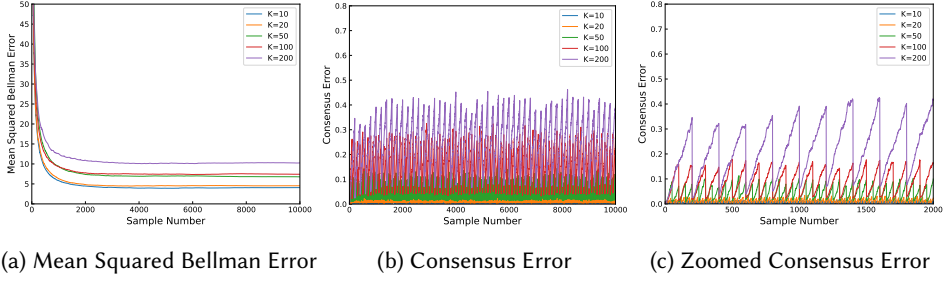 50
45
40
35
30
25
20
15
10
5
0
Mean Squared Bellman Error
K=10
K=20
K=50
K=100
K=200
0 2000 4000 6000 8000 10000
Sample Number
0.8
0.7
0.6
0.5
0.4
0.3
0.2
0.1
0.0
Consensus Error
K=10
K=20
K=50
K=100
K=200
0 2000 4000 6000 8000 10000
Sample Number
0.8
0.7
0.6
0.5
0.4
0.3
0.2
0.1
0.0
Consensus Error
K=10
K=20
K=50
K=100
K=200
0 500 1000 1500 2000
Sample Number
(a) Mean Squared Bellman Error
(b) Consensus Error
(c) Zoomed Consensus Error